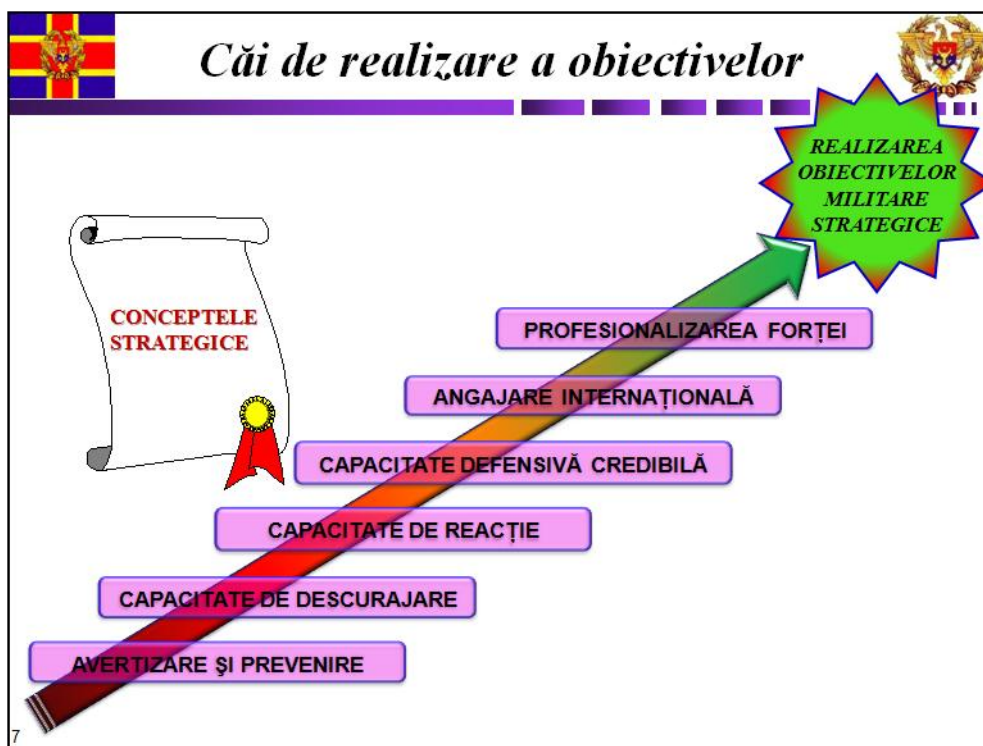 Căi de realizare a obiectivelor
REALIZAREA
OBIECTIVELOR
MILITARE
STRATEGICE
CONCEPTELE
STRATEGICE
PROFESIONALIZAREA FORȚEI
ANGAJARE INTERNAȚIONALĂ
CAPACITATE DEFENSIVĂ CREDIBILĂ
CAPACITATE DE REACȚIE
CAPACITATE DE DESCURAJARE
AVERTIZARE ŞI PREVENIRE
7